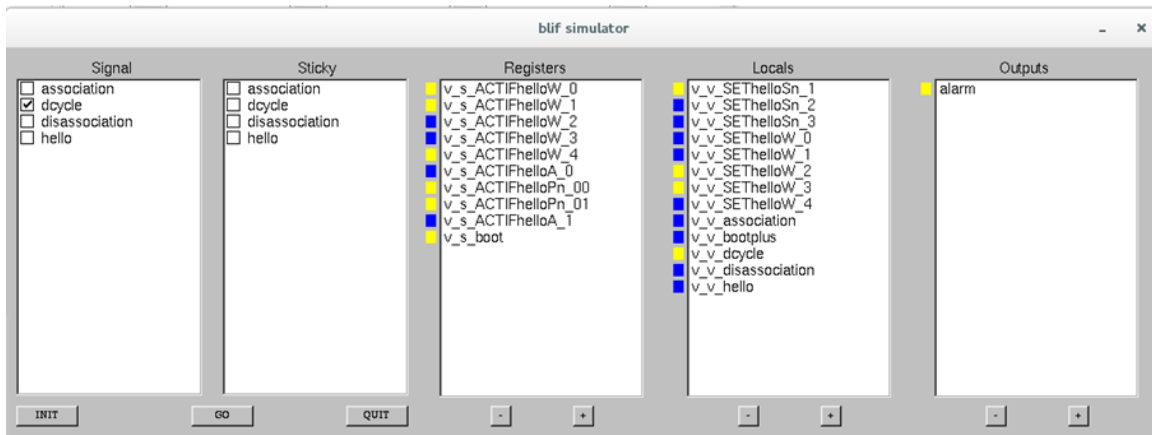 blif simulator
Signal
association
dcycle
disassociation
hello
Sticky
association
dcycle
disassociation
hello
Registers
v_s_ACTIFhelloW_0
v_s_ACTIFhelloW_1
v_s_ACTIFhelloW_2
v_s_ACTIFhelloW_3
v_s_ACTIFhelloW_4
v_s_ACTIFhelloA_0
v_s_ACTIFhelloPn_00
v_s_ACTIFhelloPn_01
v_s_ACTIFhelloA_1
v_s_boot
Locals
v_v_SEThelloSn_1
v_v_SEThelloSn_2
v_v_SEThelloSn_3
v_v_SEThelloW_0
v_v_SEThelloW_1
v_v_SEThelloW_2
v_v_SEThelloW_3
v_v_SEThelloW_4
v_v_association
v_v_bootplus
v_v_dcycle
v_v_disassociation
v_v_hello
Outputs
alarm
INIT GO QUIT - + - + - +